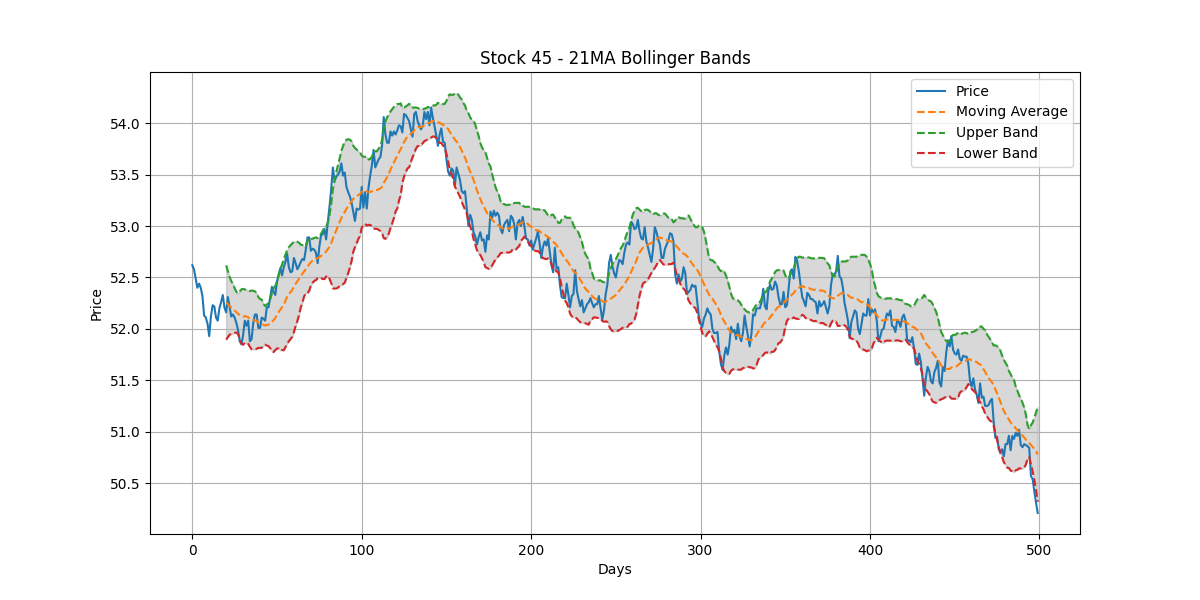 Stock 45 - 21MA Bollinger Bands
Price
Moving Average
Upper Band
Lower Band
54.0
53.5
53.0
52.5
52.0
51.5
51.0
50.5
Price
0 100 200 300 400 500
Days